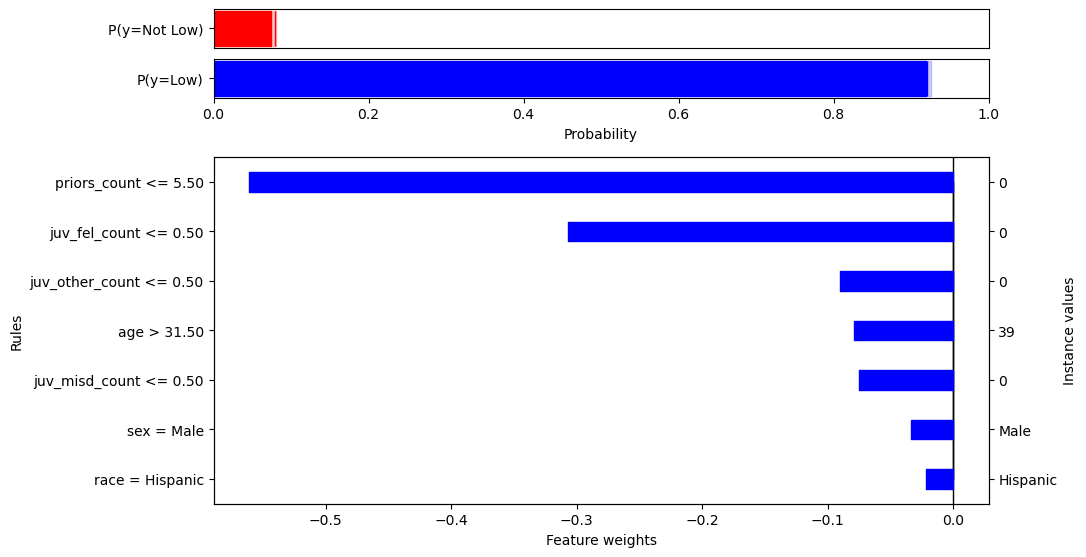 P(y=Not Low)
P(y=Low)
0.0 0.2 0.4 0.6 0.8 1.0
Probability
priors_count <= 5.50 0
juv_fel_count <= 0.50 0
juv_other_count <= 0.50 0
age > 31.50 39
juv_misd_count <= 0.50 0
sex = Male Male
race = Hispanic Hispanic
Rules
Instance values
−0.5 −0.4 −0.3 −0.2 −0.1 0.0
Feature weights